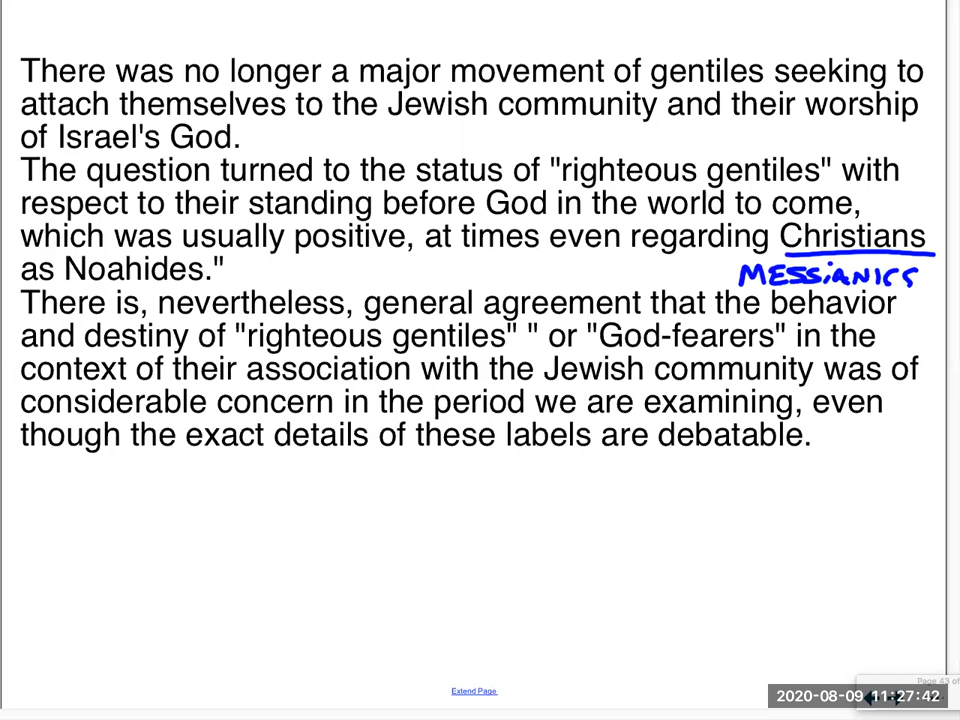 There was no longer a major movement of gentiles seeking to
attach themselves to the Jewish community and their worship
of Israel's God.
The question turned to the status of "righteous gentiles" with
respect to their standing before God in the world to come,
which was usually positive, at times even regarding Christians
as Noahides."
MESSiANICS
There is, nevertheless, general agreement that the behavior
and destiny of "righteous gentiles" " or "God-fearers" in the
context of their association with the Jewish community was of
considerable concern in the period we are examining, even
though the exact details of these labels are debatable.
Extend Page
Page 43 of
2020-08-09 11:27:42